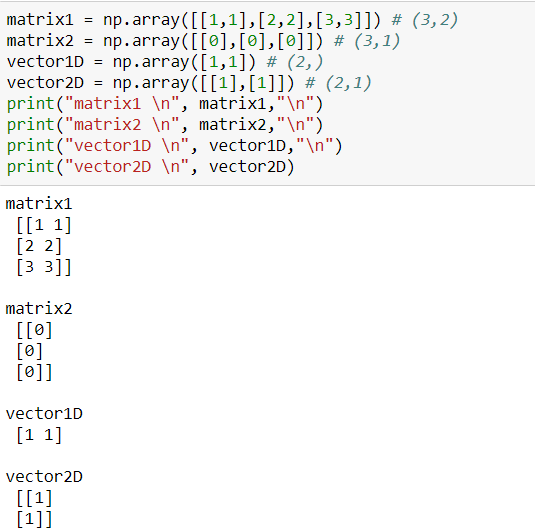 matrix1 = np.array([[1,1],[2,2],[3,3]]) # (3,2)
matrix2 = np.array([[0],[0],[0]]) # (3,1)
vector1D = np.array([1,1]) # (2,)
vector2D = np.array([[1],[1]]) # (2,1)
print("matrix1 \n", matrix1,"\n")
print("matrix2 \n", matrix2,"\n")
print("vector1D \n", vector1D,"\n")
print("vector2D \n", vector2D)
matrix1
[[1 1]
[2 2]
[3 3]]
matrix2
[[0]
[0]
[0]]
vector1D
[1 1]
vector2D
[[1]
[1]]